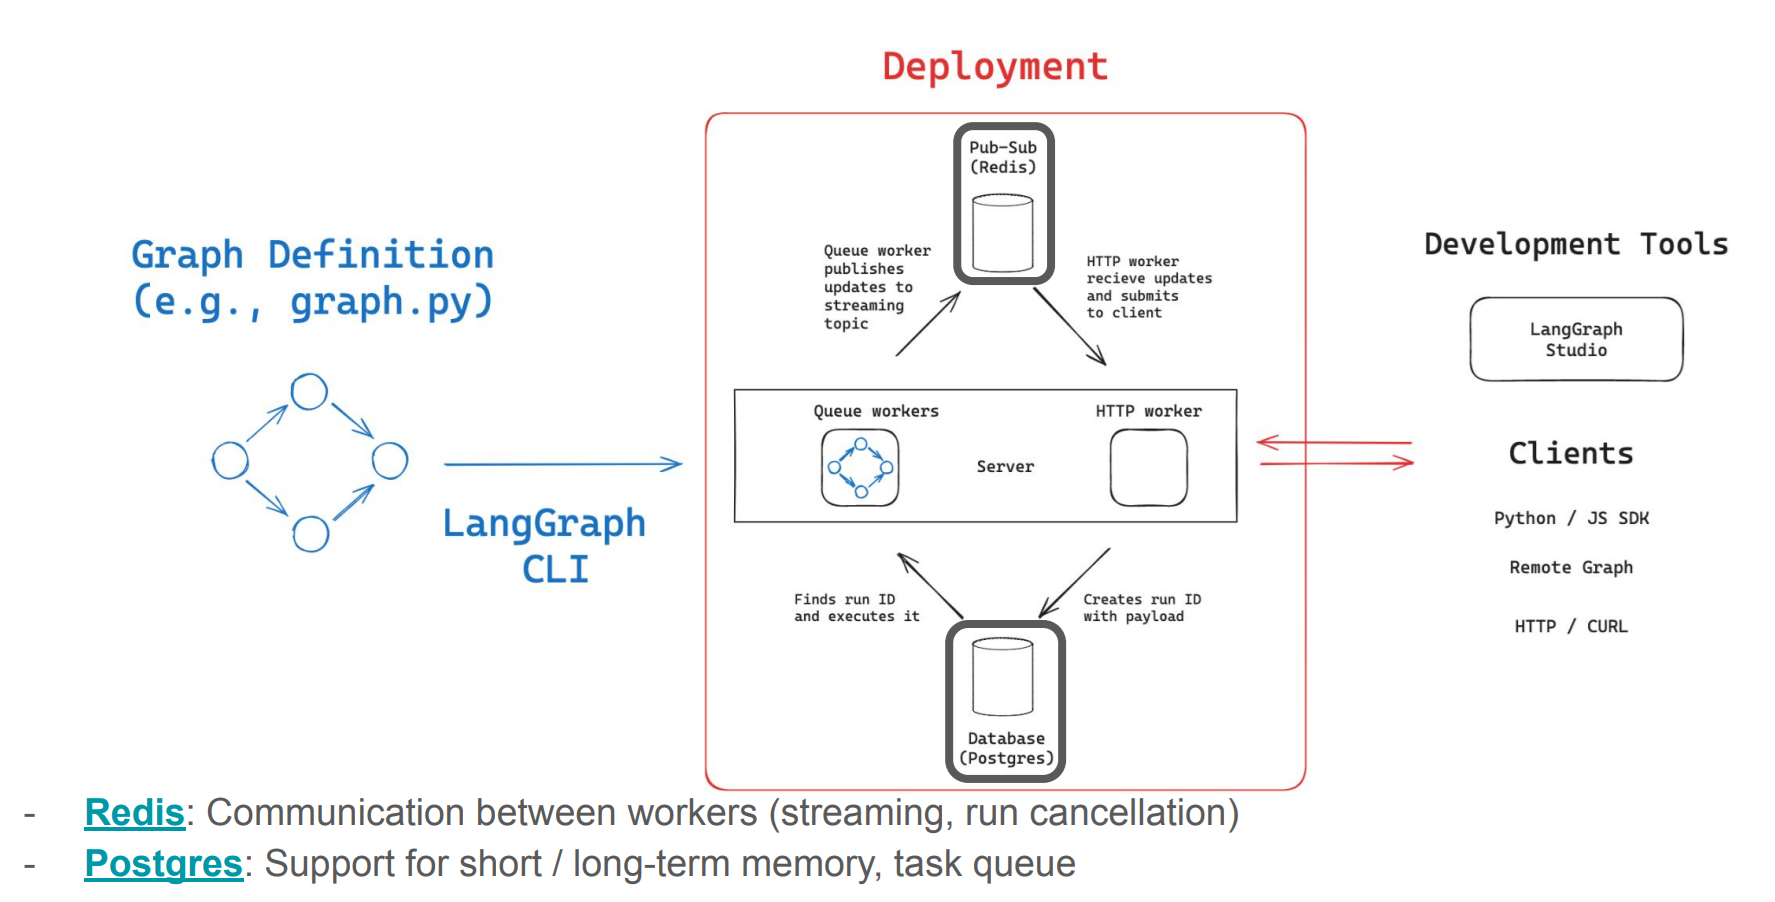 Deployment
Graph Definition
(e.g., graph.py)
LangGraph
CLI
Pub-Sub
(Redis)
Queue worker
publishes
updates to
streaming
topic
HTTP worker
recieve updates
and submits
to client
Queue workers
Server
HTTP worker
Finds run ID
and executes it
Creates run ID
with payload
Database
(Postgres)
Development Tools
LangGraph
Studio
Clients
Python / JS SDK
Remote Graph
HTTP / CURL
- Redis: Communication between workers (streaming, run cancellation)
- Postgres: Support for short / long-term memory, task queue